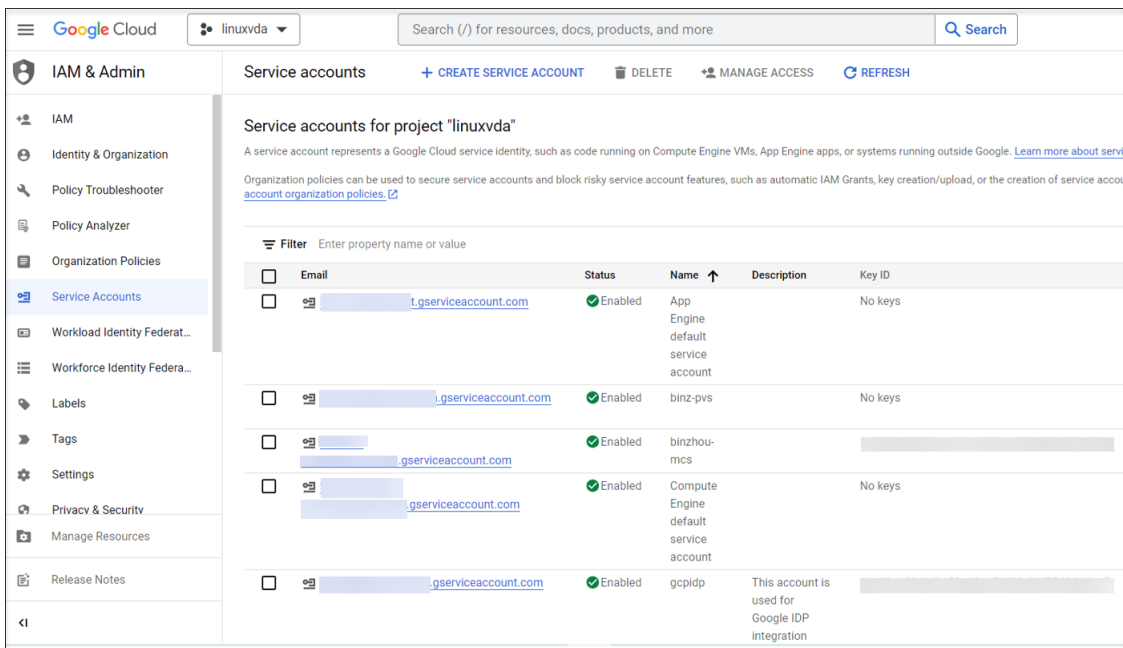 Google Cloud
linuxvda
Search (/) for resources, docs, products, and more
Search
IAM & Admin
Service accounts
+ CREATE SERVICE ACCOUNT
DELETE
MANAGE ACCESS
REFRESH
IAM
Identity & Organization
Policy Troubleshooter
Policy Analyzer
Organization Policies
Service Accounts
Workload Identity Federat...
Workforce Identity Federa...
Labels
Tags
Settings
Privacy & Security
Manage Resources
Release Notes
Service accounts for project "linuxvda"
A service account represents a Google Cloud service identity, such as code running on Compute Engine VMs, App Engine apps, or systems running outside Google. Learn more about servi
Organization policies can be used to secure service accounts and block risky service account features, such as automatic IAM Grants, key creation/upload, or the creation of service accou
account organization policies.
Filter Enter property name or value
Email Status Name Description Key ID
t.gserviceaccount.com Enabled App No keys
Engine
default
service
account
.gserviceaccount.com Enabled binz-pvs No keys
Enabled binzhou-
.gserviceaccount.com mcs
Enabled Compute No keys
.gserviceaccount.com Engine
default
service
account
.gserviceaccount.com Enabled gcpidp This account is
used for
Google IDP
integration